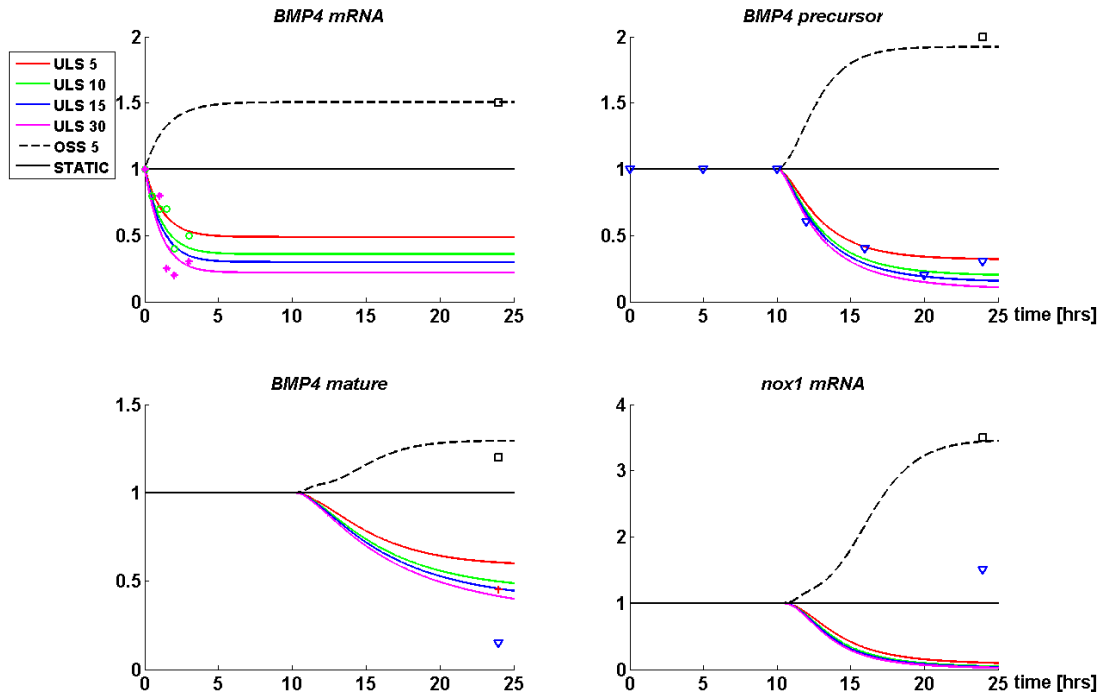 BMP4 mRNA
BMP4 precursor
ULS 5
ULS 10
ULS 15
ULS 30
OSS 5
STATIC
2
1.5
1
0.5
0
0 5 10 15 20 25
2
1.5
1
0.5
0
0 5 10 15 20 25 time [hrs]
BMP4 mature
nox1 mRNA
1.5
1
0.5
0
0 5 10 15 20 25
4
3
2
1
0
0 5 10 15 20 25 time [hrs]